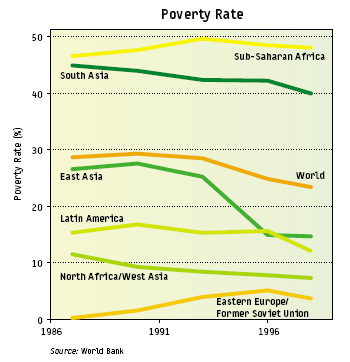 Poverty Rate
50
Sub-Saharan Africa
South Asia
40
30
World
East Asia
20
Latin America
10
North Africa/West Asia
Eastern Europe/
Former Soviet Union
0
Poverty Rate (%)
1986
1991
1996
Source: World Bank